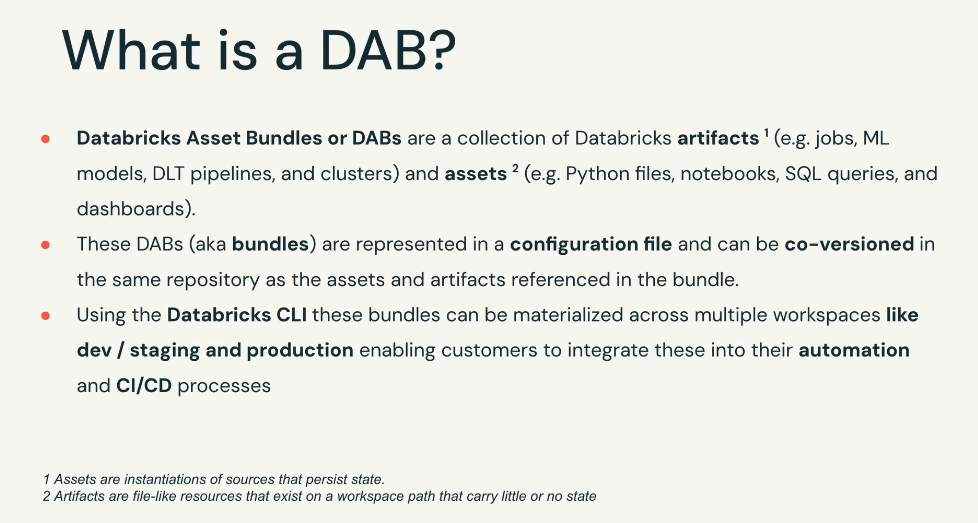 What is a DAB?
• Databricks Asset Bundles or DABs are a collection of Databricks artifacts ¹ (e.g. jobs, ML
models, DLT pipelines, and clusters) and assets ² (e.g. Python files, notebooks, SQL queries, and
dashboards).
• These DABs (aka bundles) are represented in a configuration file and can be co-versioned in
the same repository as the assets and artifacts referenced in the bundle.
• Using the Databricks CLI these bundles can be materialized across multiple workspaces like
dev / staging and production enabling customers to integrate these into their automation
and CI/CD processes
1 Assets are instantiations of sources that persist state.
2 Artifacts are file-like resources that exist on a workspace path that carry little or no state